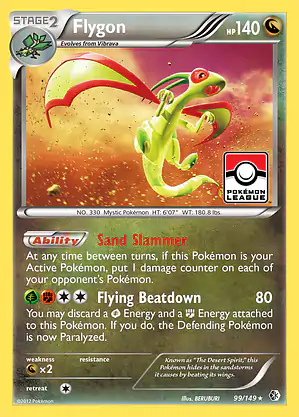 STAGE2
Flygon
HP140
Evolves from Vibrava
POKÉMON
LEAGUE
NO. 330 Mystic Pokémon HT: 6'07" WT: 180.8 lbs.
Ability Sand Slammer
At any time between turns, if this Pokémon is your
Active Pokémon, put 1 damage counter on each of
your opponent's Pokémon.
Flying Beatdown 80
You may discard a Energy and a Energy attached
to this Pokémon. If you do, the Defending Pokémon
is now Paralyzed.
weakness resistance
×2
retreat
Known as "The Desert Spirit," this
Pokémon hides in the sandstorms
it causes by beating its wings.
©2012 Pokémon
Illus. BERUBURI
99/149 ★